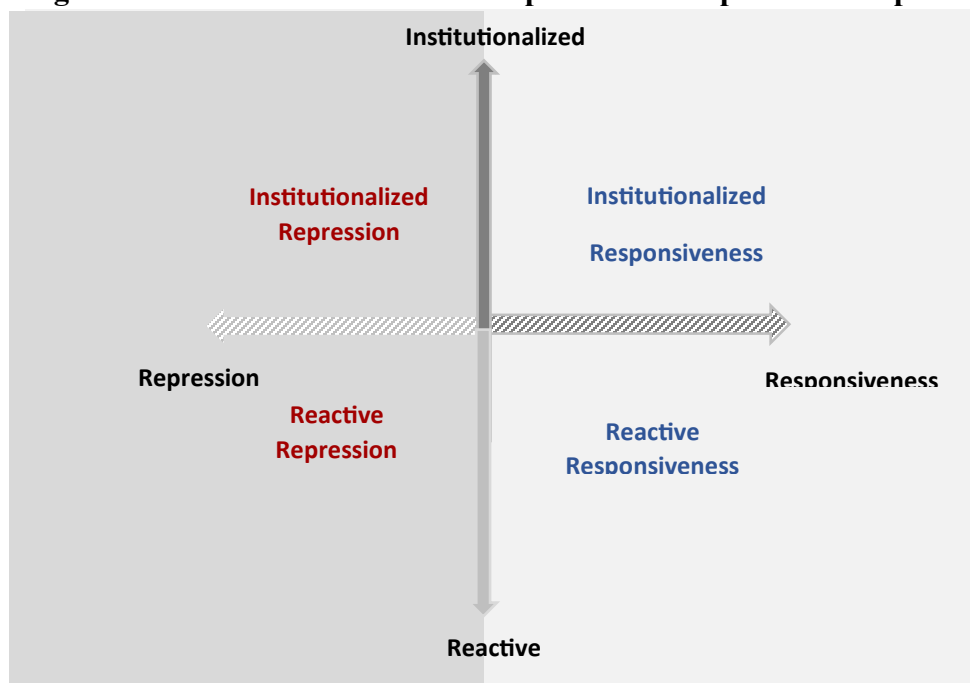 Institutionalized
Institutionalized
Repression
Institutionalized
Responsiveness
Repression
Responsiveness
Reactive
Repression
Reactive
Responsiveness
Reactive